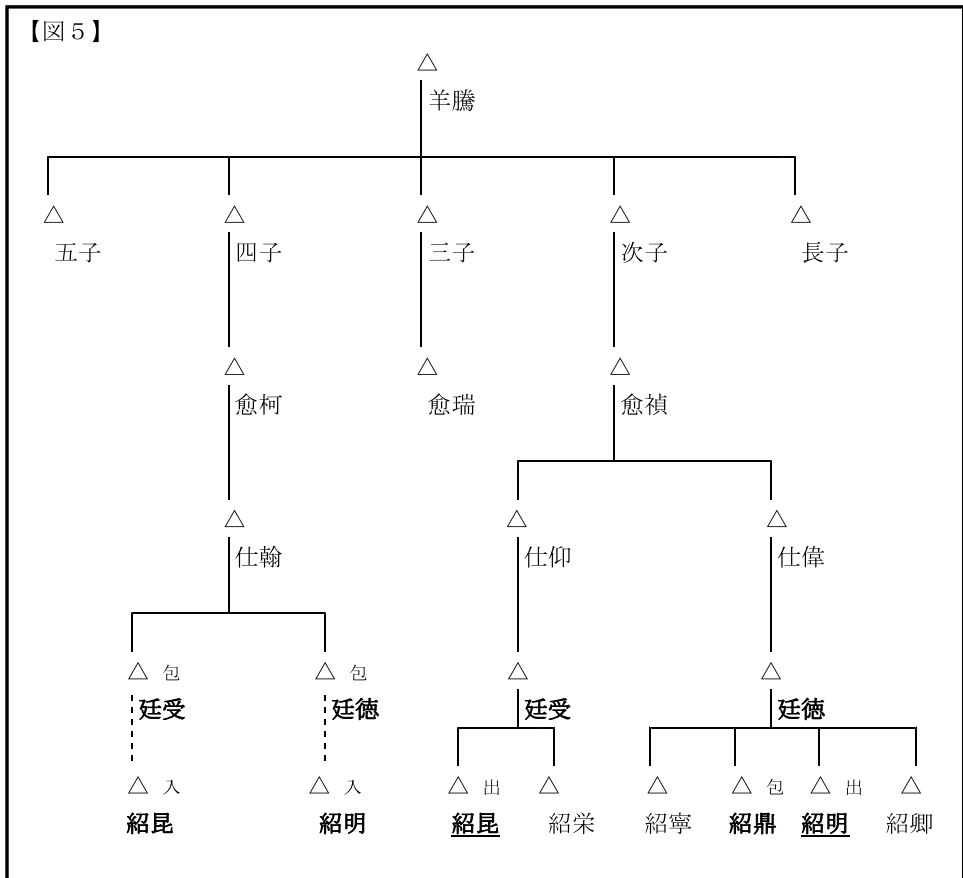 【図５】
△
羊騰
△ △ △ △ △
五子 四子 三子 次子 長子
△ △ △
愈柯 愈瑞 愈禎
△ △ △
仕翰 仕仰 仕偉
△ 包 △ 包 △ △
廷受 廷徳 廷受 廷徳
△ 入 △ 入 △ 出 △ △ △ 包 △ 出 △
紹昆 紹明 紹昆 紹栄 紹寧 紹鼎 紹明 紹卿